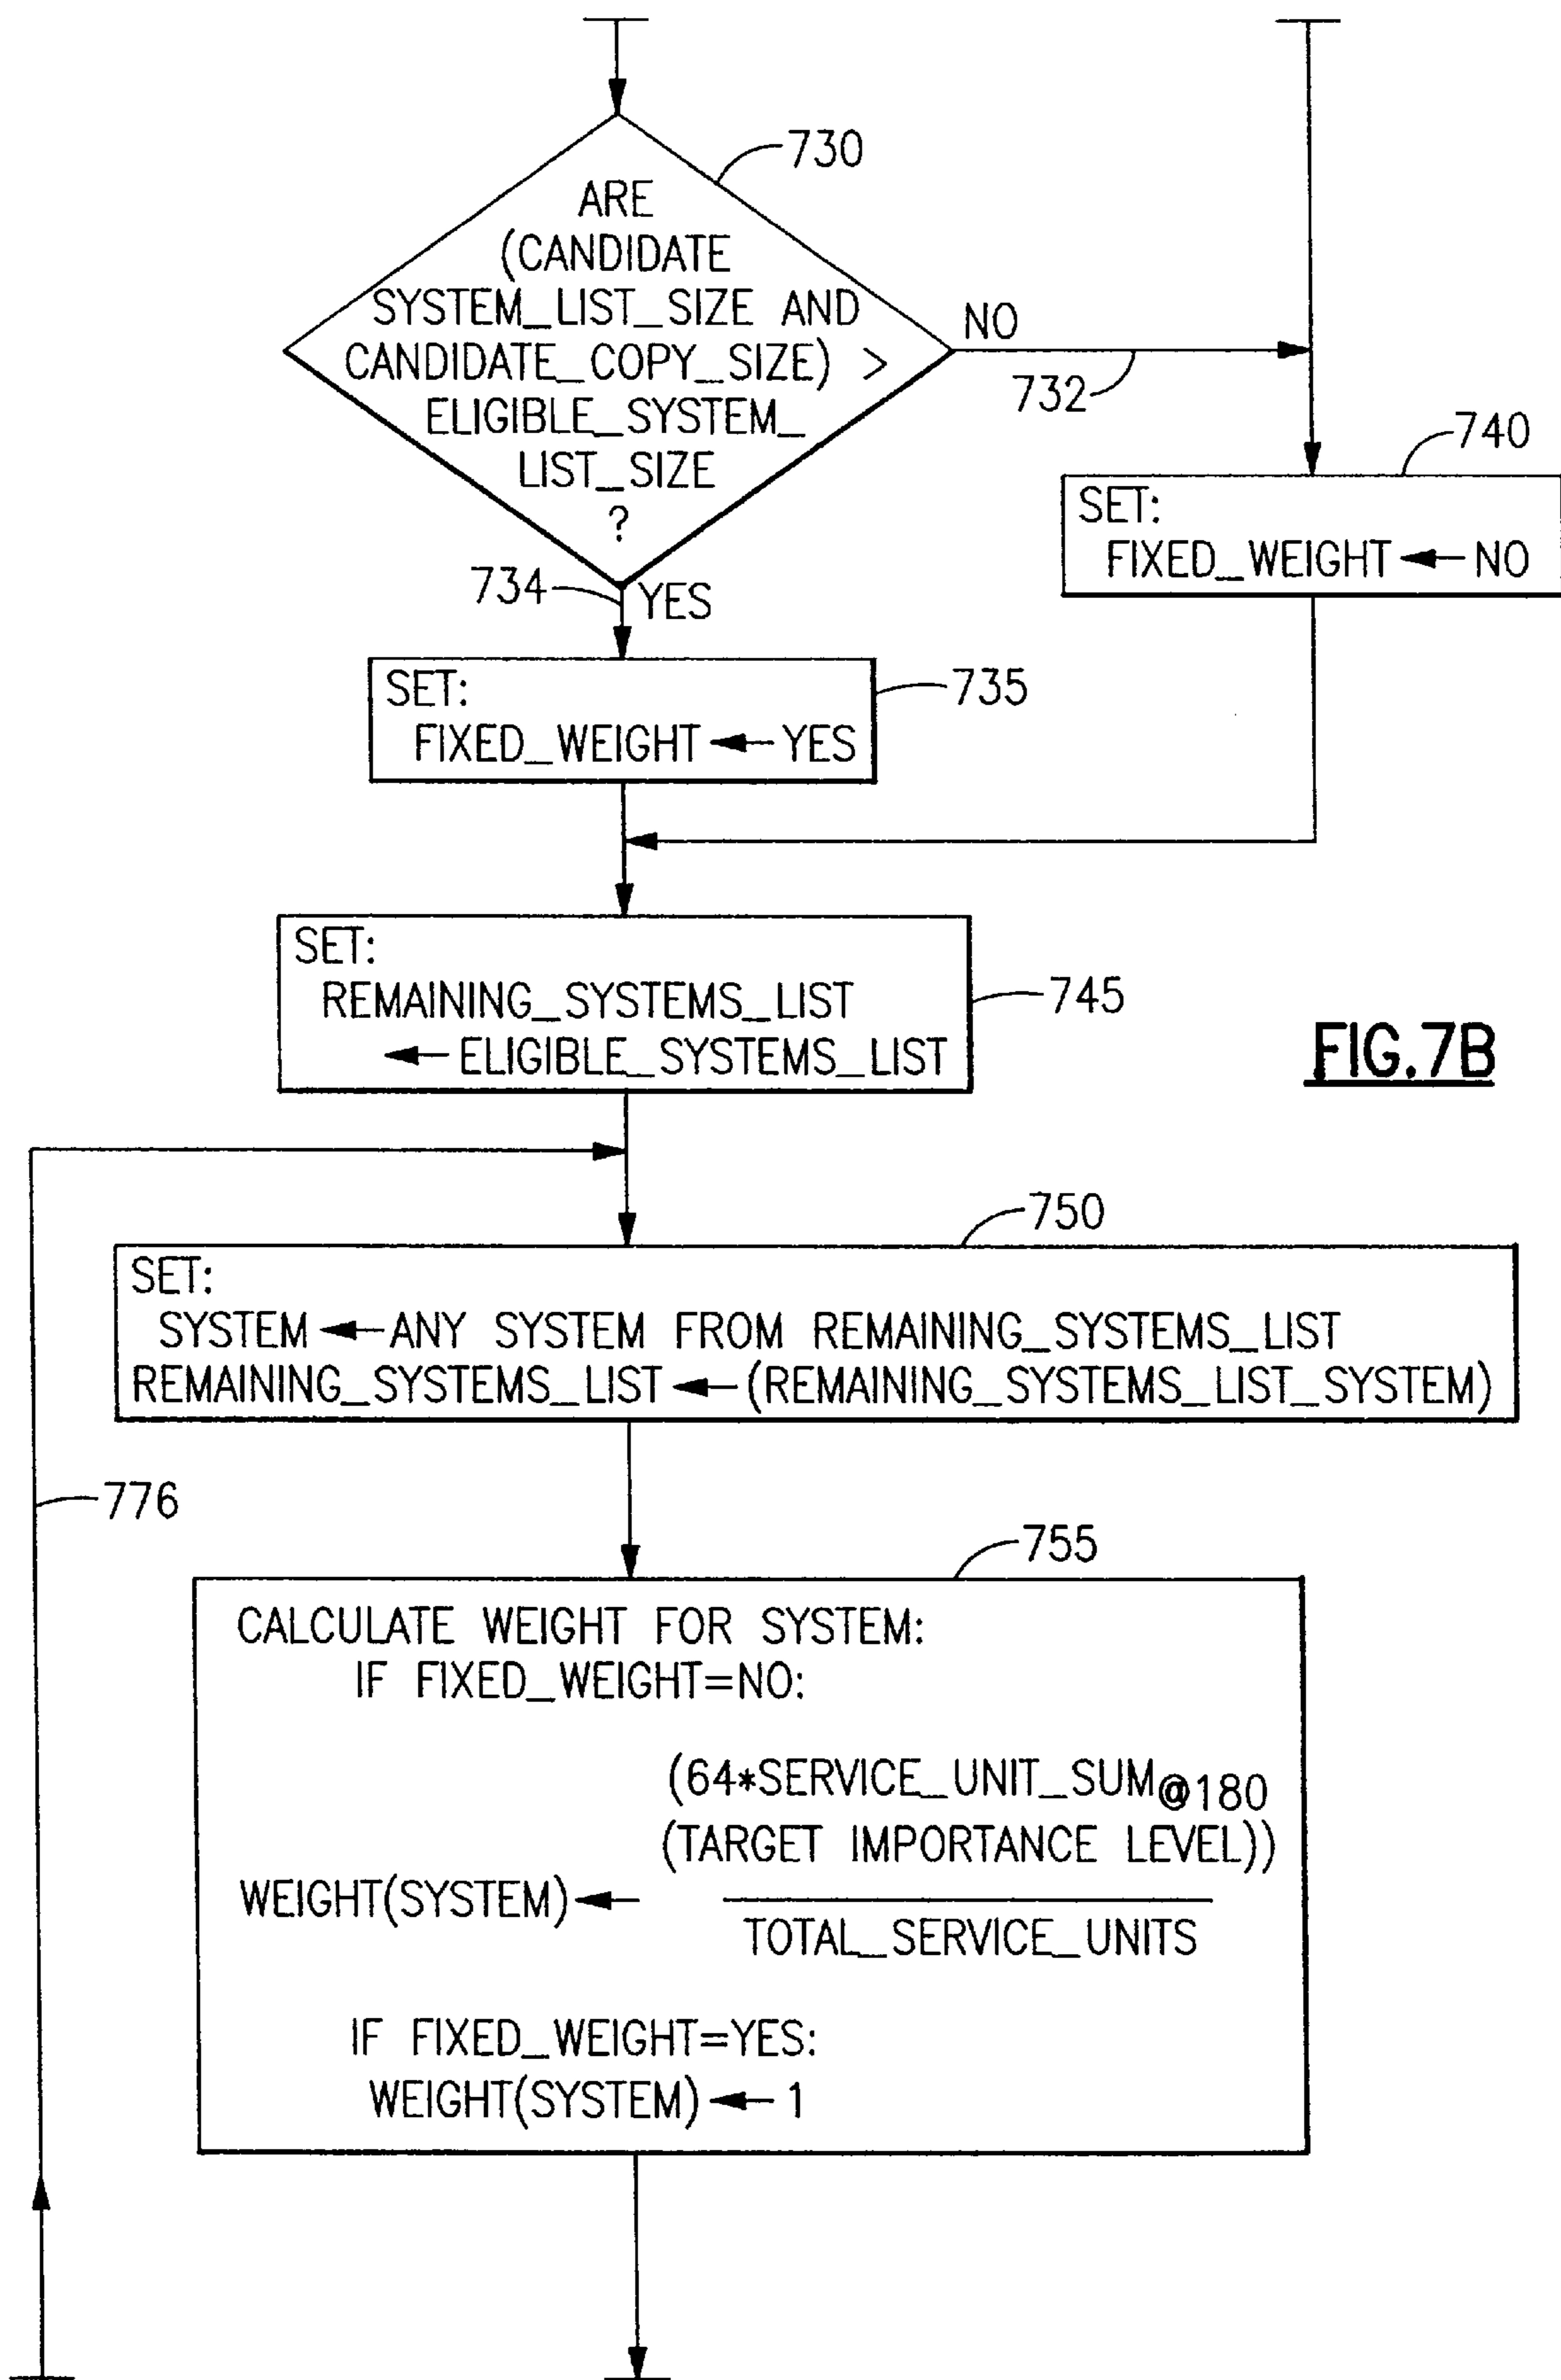 730
ARE
(CANDIDATE
SYSTEM_LIST_SIZE AND
CANDIDATE_COPY_SIZE) >
ELIGIBLE_SYSTEM_
LIST_SIZE
?
NO
732
740
SET:
FIXED_WEIGHT ← NO
734
YES
SET:
FIXED_WEIGHT ← YES
735
SET:
REMAINING_SYSTEMS_LIST
← ELIGIBLE_SYSTEMS_LIST
745
FIG.7B
750
SET:
SYSTEM ← ANY SYSTEM FROM REMAINING_SYSTEMS_LIST
REMAINING_SYSTEMS_LIST ← (REMAINING_SYSTEMS_LIST_SYSTEM)
776
755
CALCULATE WEIGHT FOR SYSTEM:
IF FIXED_WEIGHT=NO:
(64*SERVICE_UNIT_SUM@180
(TARGET IMPORTANCE LEVEL))
WEIGHT(SYSTEM) ←
TOTAL_SERVICE_UNITS
IF FIXED_WEIGHT=YES:
WEIGHT(SYSTEM) ← 1